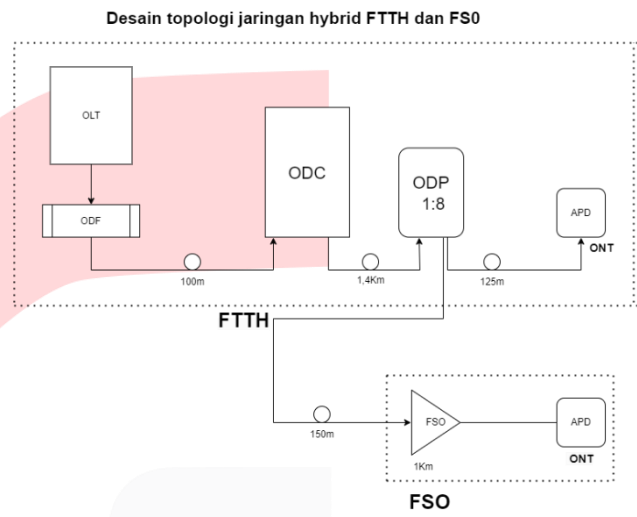 Desain topologi jaringan hybrid FTTH dan FS0
OLT
ODF
100m
ODC
1,4Km
ODP
1:8
125m
APD
ONT
FTTH
150m
FSO
1Km
APD
ONT
FSO